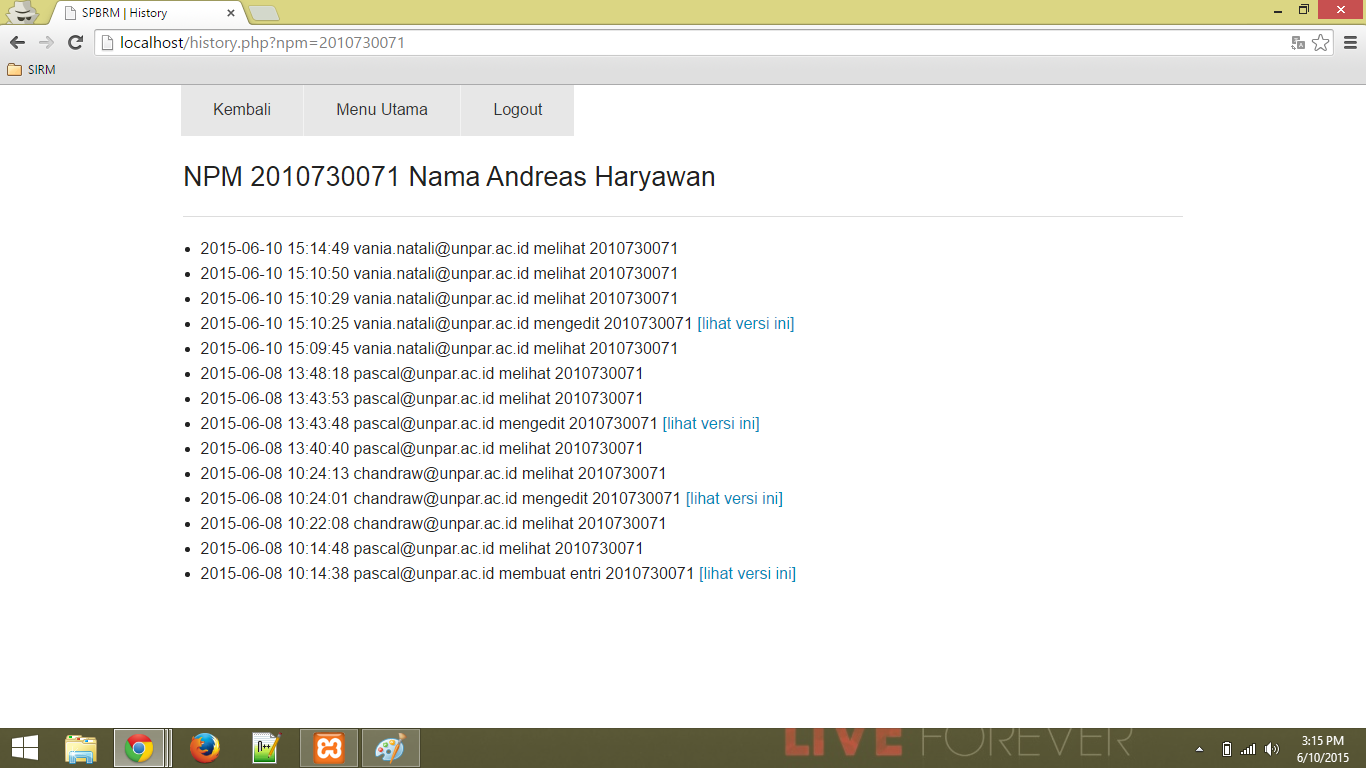 SPBRM | History
localhost/history.php?npm=2010730071
SIRM
Kembali Menu Utama Logout
NPM 2010730071 Nama Andreas Haryawan
2015-06-10 15:14:49 vania.natali@unpar.ac.id melihat 2010730071
2015-06-10 15:10:50 vania.natali@unpar.ac.id melihat 2010730071
2015-06-10 15:10:29 vania.natali@unpar.ac.id melihat 2010730071
2015-06-10 15:10:25 vania.natali@unpar.ac.id mengedit 2010730071 [lihat versi ini]
2015-06-10 15:09:45 vania.natali@unpar.ac.id melihat 2010730071
2015-06-08 13:48:18 pascal@unpar.ac.id melihat 2010730071
2015-06-08 13:43:53 pascal@unpar.ac.id melihat 2010730071
2015-06-08 13:43:48 pascal@unpar.ac.id mengedit 2010730071 [lihat versi ini]
2015-06-08 13:40:40 pascal@unpar.ac.id melihat 2010730071
2015-06-08 10:24:13 chandraw@unpar.ac.id melihat 2010730071
2015-06-08 10:24:01 chandraw@unpar.ac.id mengedit 2010730071 [lihat versi ini]
2015-06-08 10:22:08 chandraw@unpar.ac.id melihat 2010730071
2015-06-08 10:14:48 pascal@unpar.ac.id melihat 2010730071
2015-06-08 10:14:38 pascal@unpar.ac.id membuat entri 2010730071 [lihat versi ini]
LIVE FOREVER
3:15 PM
6/10/2015